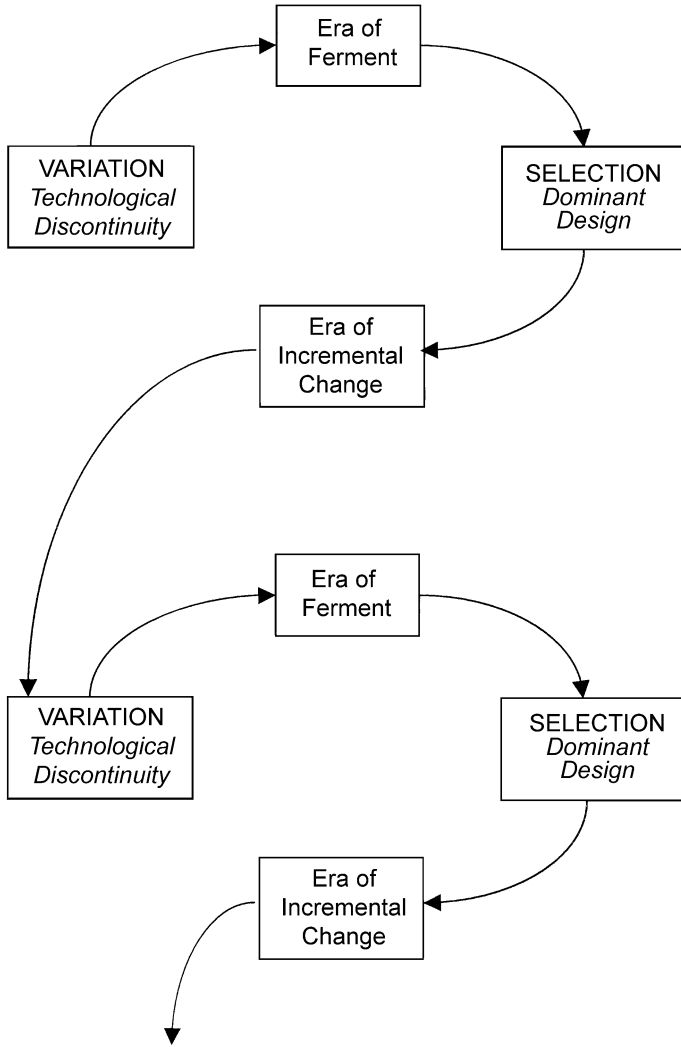 Era of
Ferment
VARIATION
Technological
Discontinuity
SELECTION
Dominant
Design
Era of
Incremental
Change
Era of
Ferment
VARIATION
Technological
Discontinuity
SELECTION
Dominant
Design
Era of
Incremental
Change